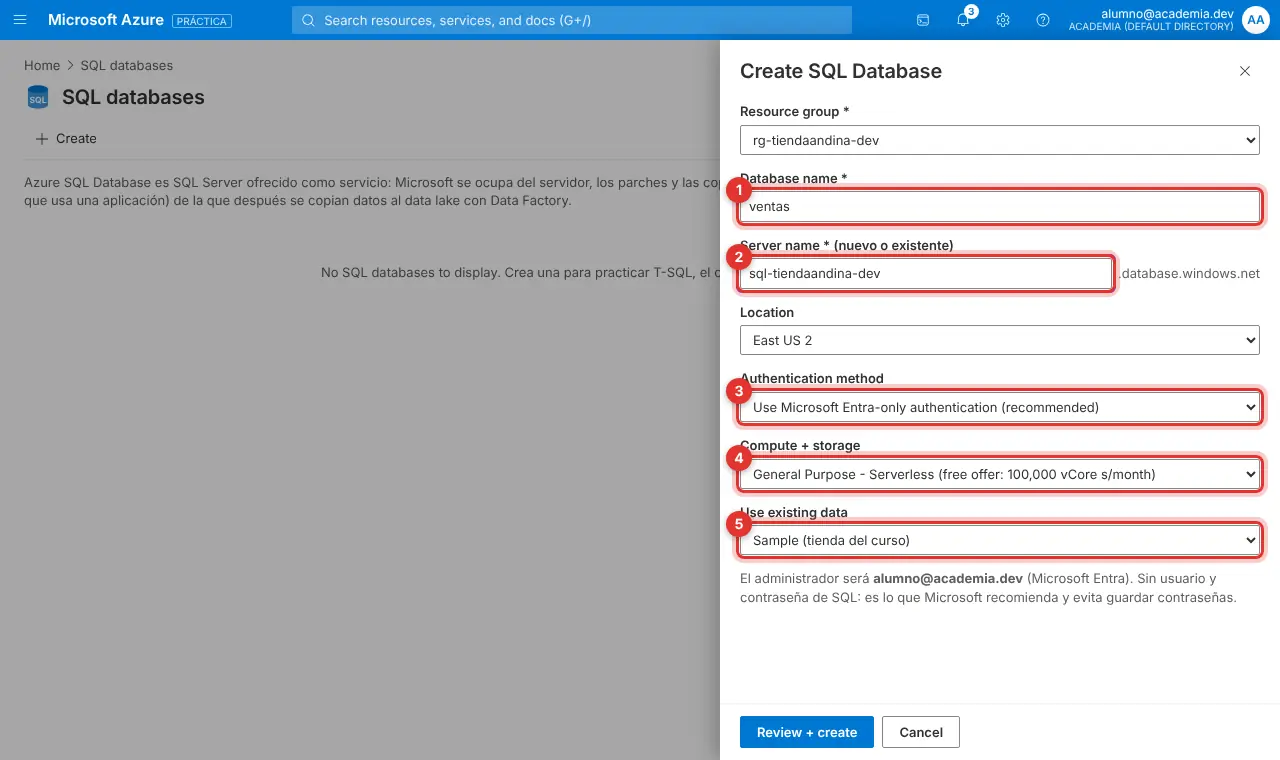 Microsoft Azure PRÁCTICA
Search resources, services, and docs (G+/)
3
alumno@academia.dev
ACADEMIA (DEFAULT DIRECTORY)
AA
Home > SQL databases
SQL
SQL databases
+ Create
Azure SQL Database es SQL Server ofrecido como servicio: Microsoft se ocupa del servidor, los parches y las
que usa una aplicación) de la que después se copian datos al data lake con Data Factory.
No SQL databases to display. Crea una para practicar T-SQL, el
Create SQL Database
Resource group *
rg-tiendaandina-dev
Database name *
1
ventas
Server name * (nuevo o existente)
2
sql-tiendaandina-dev
.database.windows.net
Location
East US 2
Authentication method
3
Use Microsoft Entra-only authentication (recommended)
Compute + storage
4
General Purpose - Serverless (free offer: 100,000 vCore s/month)
Use existing data
5
Sample (tienda del curso)
El administrador será alumno@academia.dev (Microsoft Entra). Sin usuario y
contraseña de SQL: es lo que Microsoft recomienda y evita guardar contraseñas.
Review + create
Cancel